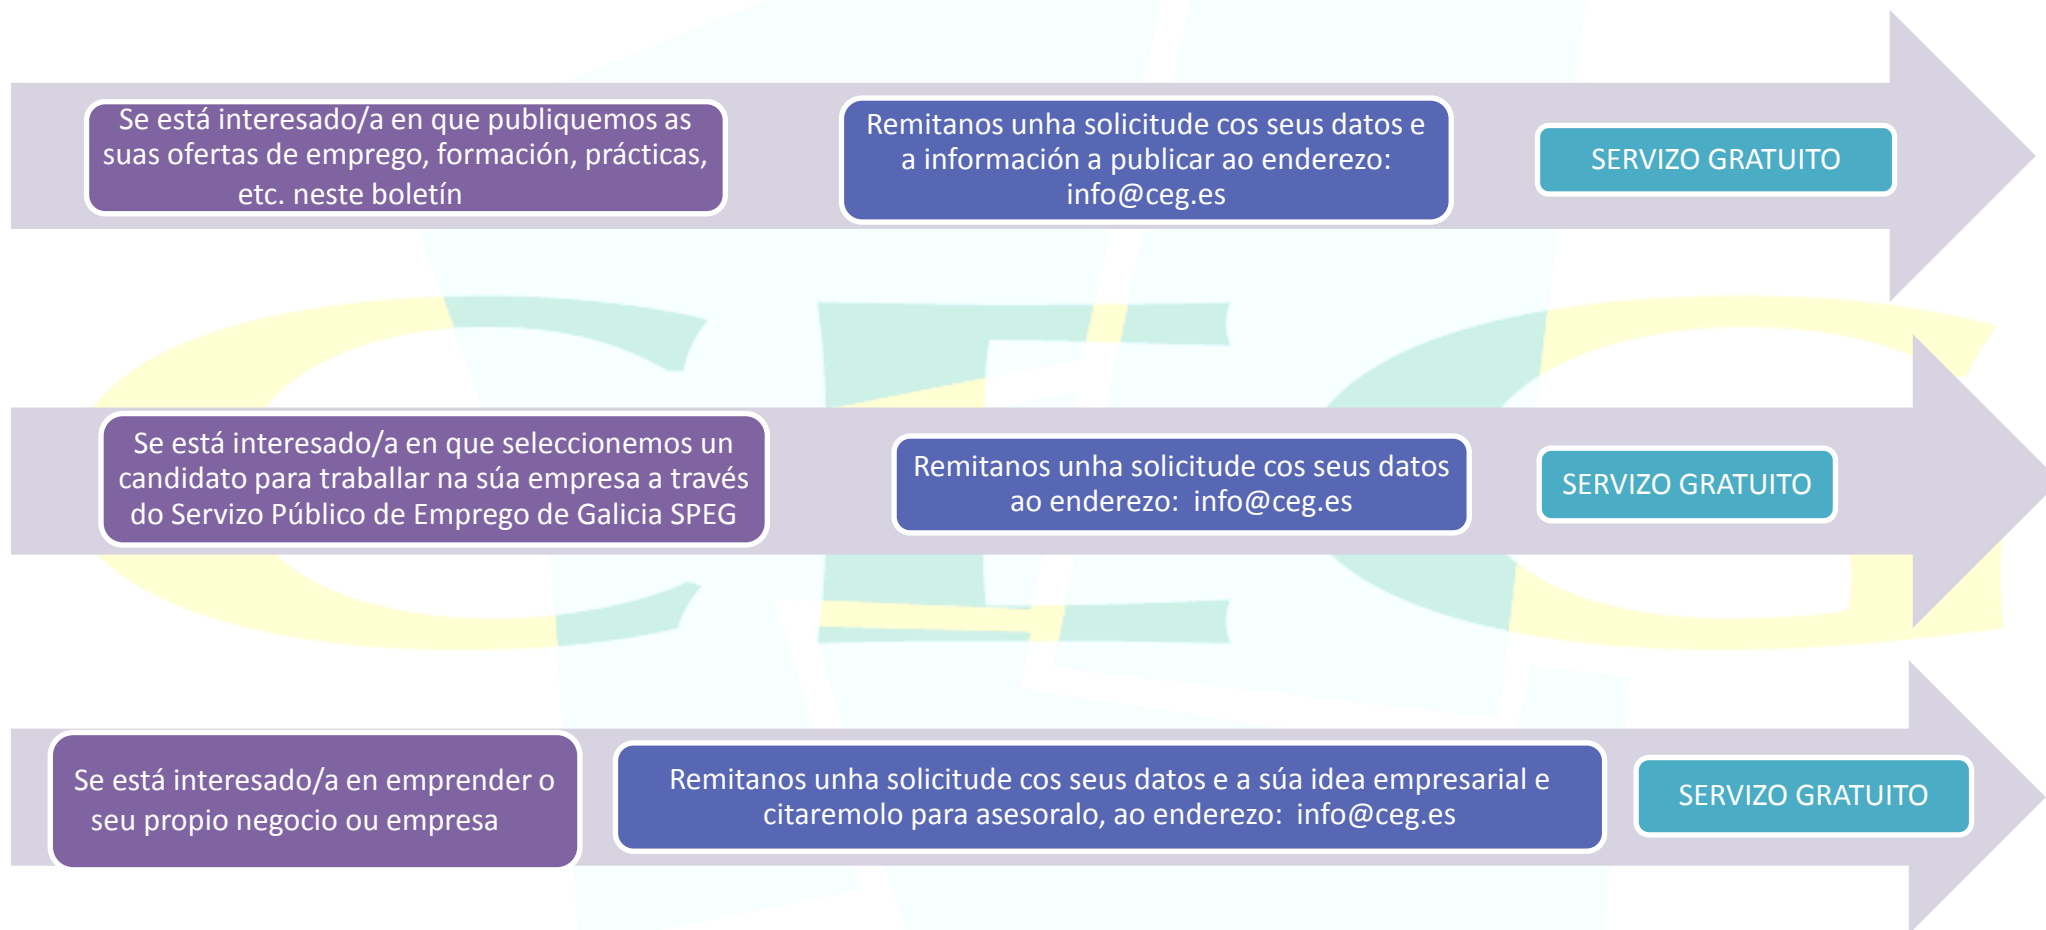 Se está interesado/a en que publiquemos as
suas ofertas de emprego, formación, prácticas,
etc. neste boletín
Remitanos unha solicitude cos seus datos e
a información a publicar ao enderezo:
info@ceg.es
SERVIZO GRATUITO
CEG
Se está interesado/a en que seleccionemos un
candidato para traballar na súa empresa a través
do Servizo Público de Emprego de Galicia SPEG
Remitanos unha solicitude cos seus datos
ao enderezo: info@ceg.es
SERVIZO GRATUITO
Se está interesado/a en emprender o
seu propio negocio ou empresa
Remitanos unha solicitude cos seus datos e a súa idea empresarial e
citaremolo para asesoralo, ao enderezo: info@ceg.es
SERVIZO GRATUITO